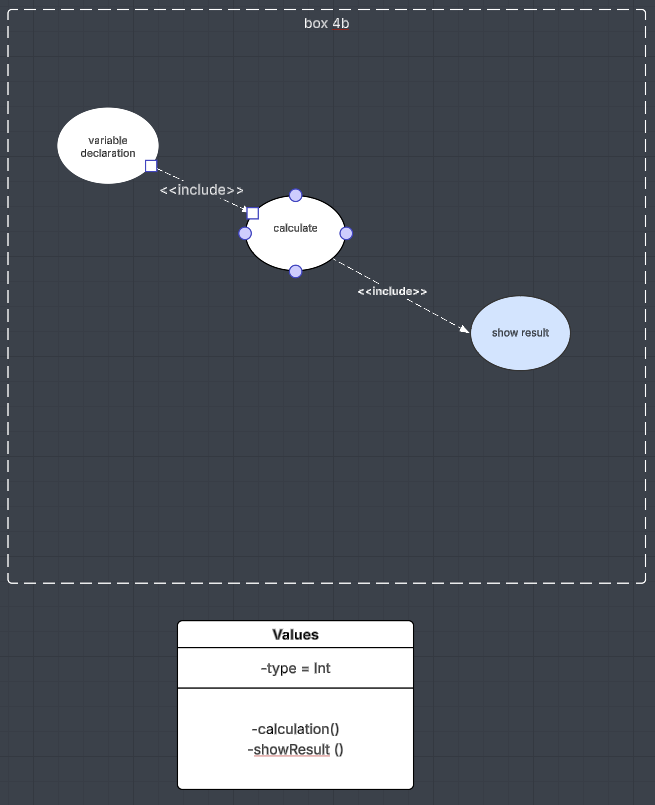 box 4b
variable
declaration
<<include>>
calculate
<<include>>
show result
Values
-type = Int
-calculation()
-showResult ()